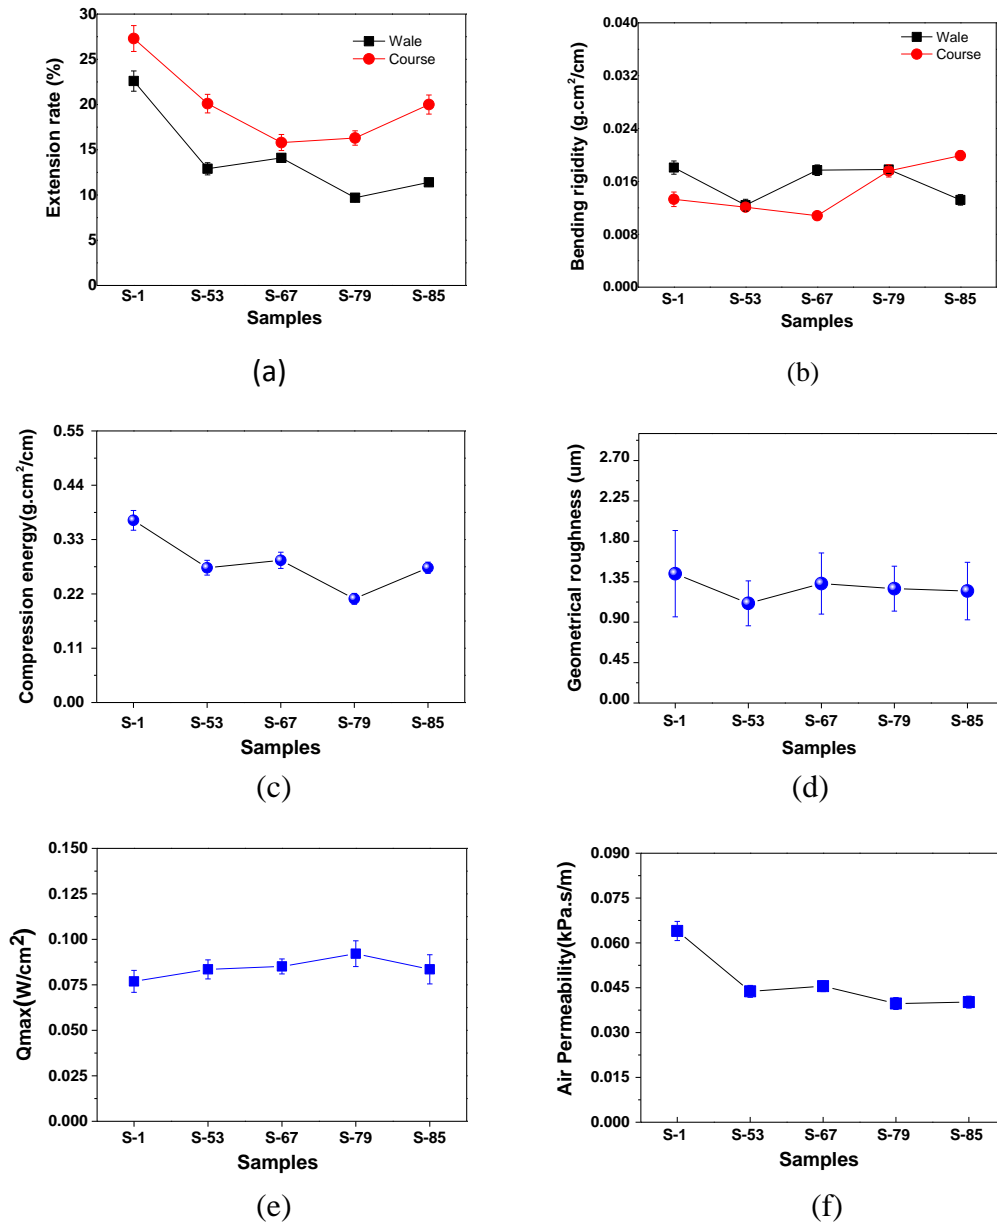 30
25
20
15
10
5
0
Extension rate (%)
Wale
Course
S-1 S-53 S-67 S-79 S-85
Samples
(a)
0.040
0.032
0.024
0.016
0.008
0.000
Bending rigidity (g.cm²/cm)
Wale
Course
S-1 S-53 S-67 S-79 S-85
Samples
(b)
0.55
0.44
0.33
0.22
0.11
0.00
Compression energy(g.cm²/cm)
S-1 S-53 S-67 S-79 S-85
Samples
(c)
2.70
2.25
1.80
1.35
0.90
0.45
0.00
Geometrical roughness (um)
S-1 S-53 S-67 S-79 S-85
Samples
(d)
0.150
0.125
0.100
0.075
0.050
0.025
0.000
Qmax(W/cm²)
S-1 S-53 S-67 S-79 S-85
Samples
(e)
0.090
0.075
0.060
0.045
0.030
0.015
0.000
Air Permeability(kPa.s/m)
S-1 S-53 S-67 S-79 S-85
Samples
(f)